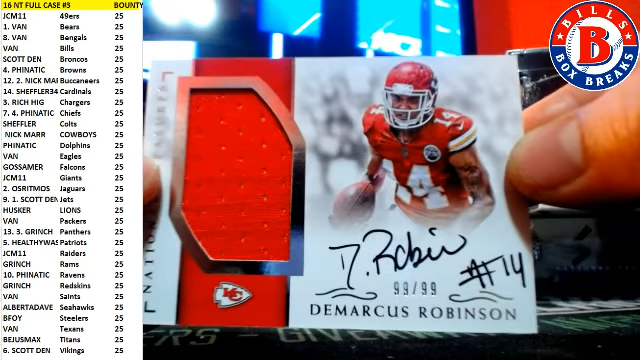 16 NT FULL CASE #3 BOUNTY
JCM11 49ers 25
1. VAN Bears 25
8. VAN Bengals 25
VAN Bills 25
SCOTT DEN Broncos 25
4. PHINATIC Browns 25
12. 2. NICK MAI Buccaneers 25
14. SHEFFLER34 Cardinals 25
3. RICH HIG Chargers 25
7. 4. PHINATIC Chiefs 25
SHEFFLER Colts 25
NICK MARR COWBOYS 25
PHINATIC Dolphins 25
VAN Eagles 25
GOSSAMER Falcons 25
JCM11 Giants 25
2. OSRITMOS Jaguars 25
9. 1. SCOTT DEN Jets 25
HUSKER LIONS 25
VAN Packers 25
13. 3. GRINCH Panthers 25
5. HEALTHYWAS Patriots 25
JCM11 Raiders 25
GRINCH Rams 25
10. PHINATIC Ravens 25
GRINCH Redskins 25
VAN Saints 25
ALBERTADAVE Seahawks 25
BFOY Steelers 25
VAN Texans 25
BEJUSMAX Titans 25
6. SCOTT DEN Vikings 25
BILLS
B
BOX BREAKS
14
D. Robin
#14
99/99
DEMARCUS ROBINSON